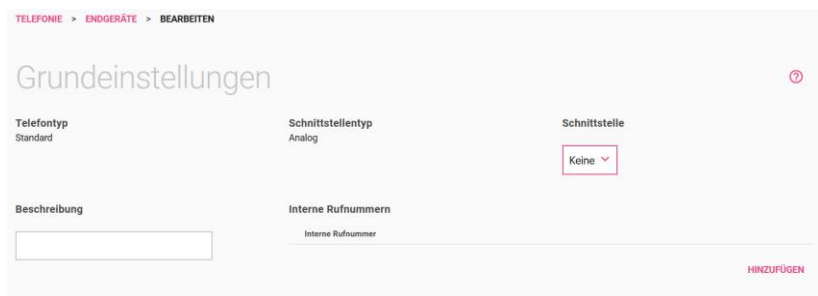 TELEFONIE > ENDGERÄTE > BEARBEITEN
Grundeinstellungen
Telefontyp
Standard
Schnittstellentyp
Analog
Schnittstelle
Keine
Beschreibung
Interne Rufnummern
Interne Rufnummer
HINZUFÜGEN